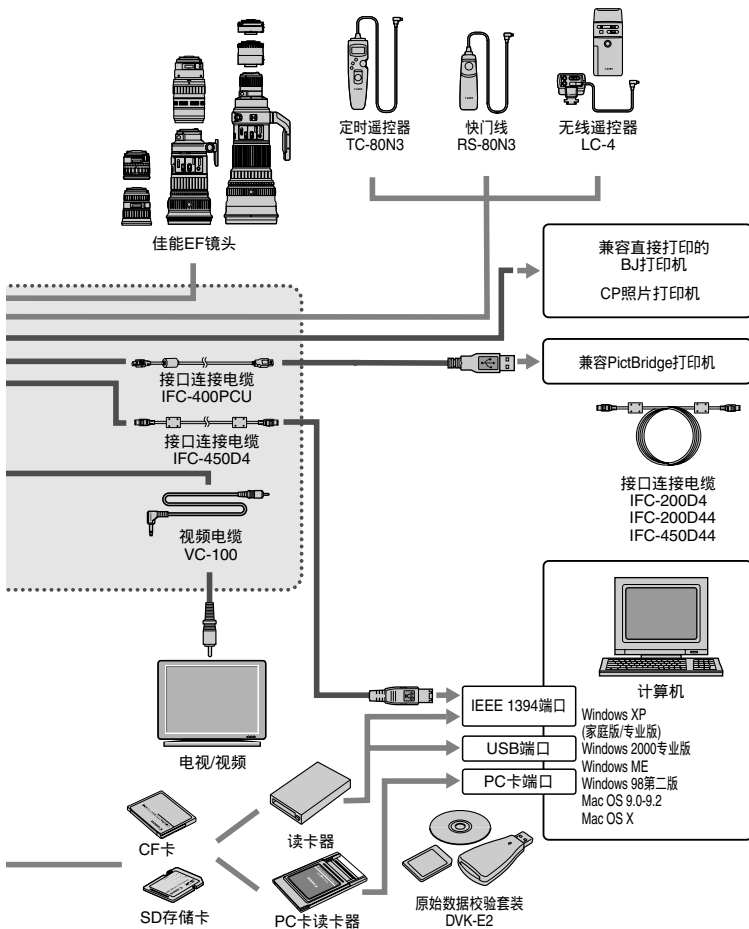 定时遥控器
TC-80N3
快门线
RS-80N3
无线遥控器
LC-4
佳能EF镜头
兼容直接打印的
BJ打印机
CP照片打印机
接口连接电缆
IFC-400PCU
兼容PictBridge打印机
接口连接电缆
IFC-450D4
接口连接电缆
IFC-200D4
IFC-200D44
IFC-450D44
视频电缆
VC-100
电视/视频
计算机
IEEE 1394端口
USB端口
PC卡端口
Windows XP
(家庭版/专业版)
Windows 2000专业版
Windows ME
Windows 98第二版
Mac OS 9.0-9.2
Mac OS X
CF卡
读卡器
SD存储卡
PC卡读卡器
原始数据校验套装
DVK-E2